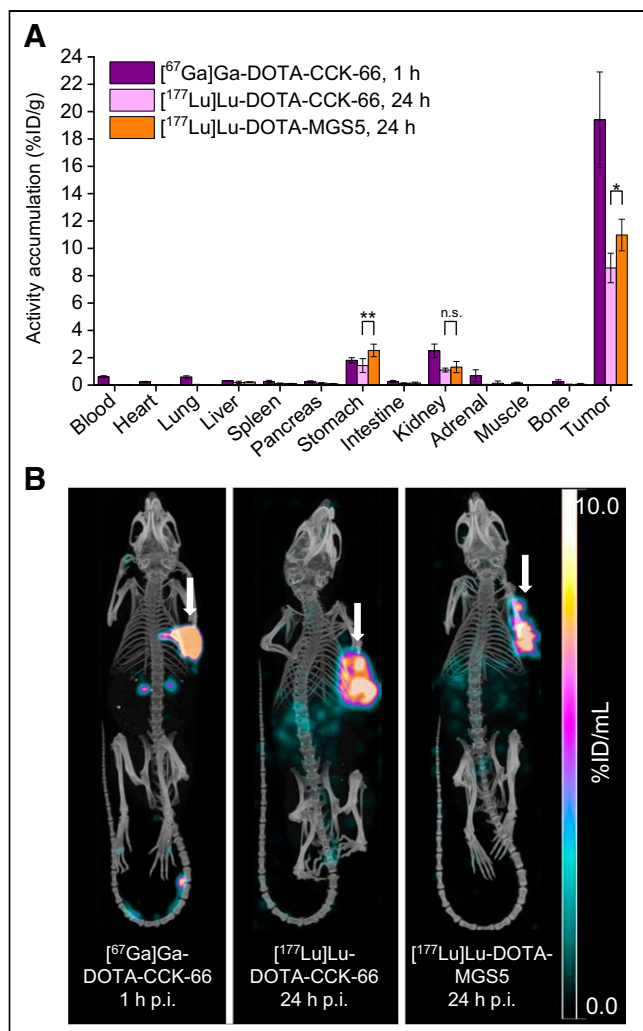 A
24
22
20
18
16
14
12
10
8
6
4
2
0
Activity accumulation (%ID/g)
[⁶⁷Ga]Ga-DOTA-CCK-66, 1 h
[¹⁷⁷Lu]Lu-DOTA-CCK-66, 24 h
[¹⁷⁷Lu]Lu-DOTA-MGS5, 24 h
**
n.s.
*
Blood
Heart
Lung
Liver
Spleen
Pancreas
Stomach
Intestine
Kidney
Adrenal
Muscle
Bone
Tumor
B
10.0
%ID/mL
0.0
[⁶⁷Ga]Ga-
DOTA-CCK-66
1 h p.i.
[¹⁷⁷Lu]Lu-
DOTA-CCK-66
24 h p.i.
[¹⁷⁷Lu]Lu-DOTA-
MGS5
24 h p.i.